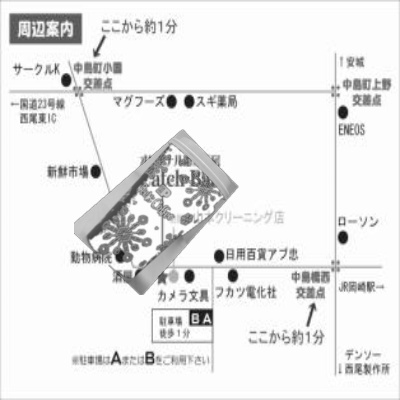 周辺案内
ここから約1分
サークルK
中島町小園
交差点
↑安城
中島町上野
交差点
←国道23号線
西尾東IC
マグフーズ
スギ薬局
ENEOS
新鮮市場
クリーニング店
ローソン
動物病院
日用百貨アブ忠
酒屋
カメラ文具
フカツ電化社
中島橋西
交差点
JR岡崎駅→
駐車場 BA
徒歩1分
ここから約1分
※駐車場はAまたはBをご利用下さい
デンソー
↓西尾製作所